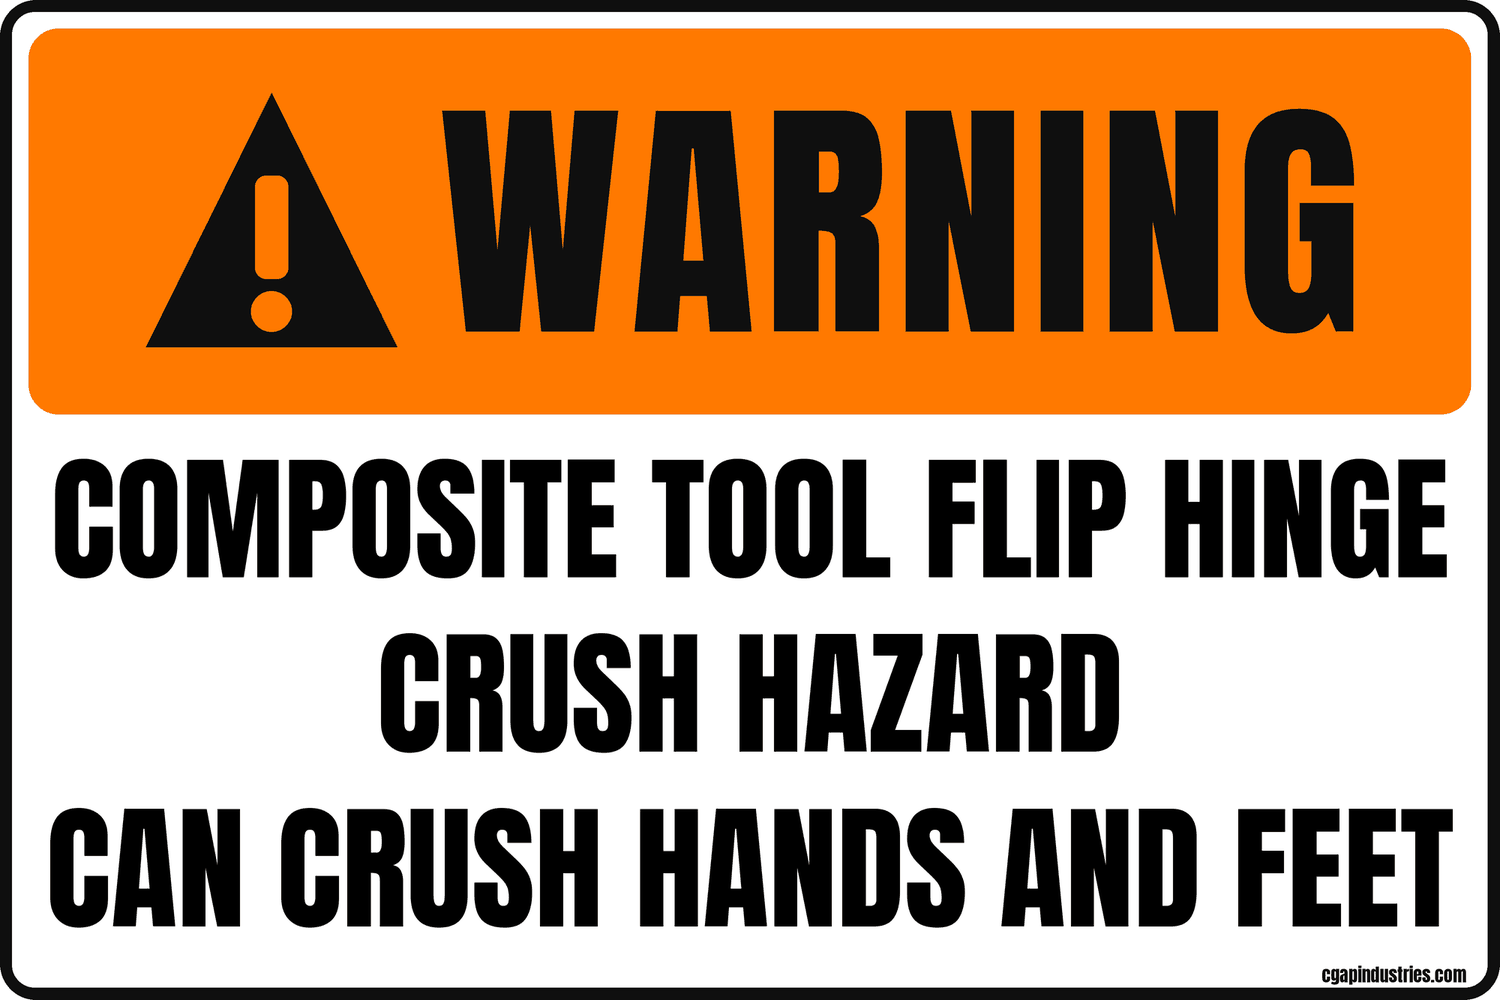 WARNING
COMPOSITE TOOL FLIP HINGE
CRUSH HAZARD
CAN CRUSH HANDS AND FEET
cgapindustries.com